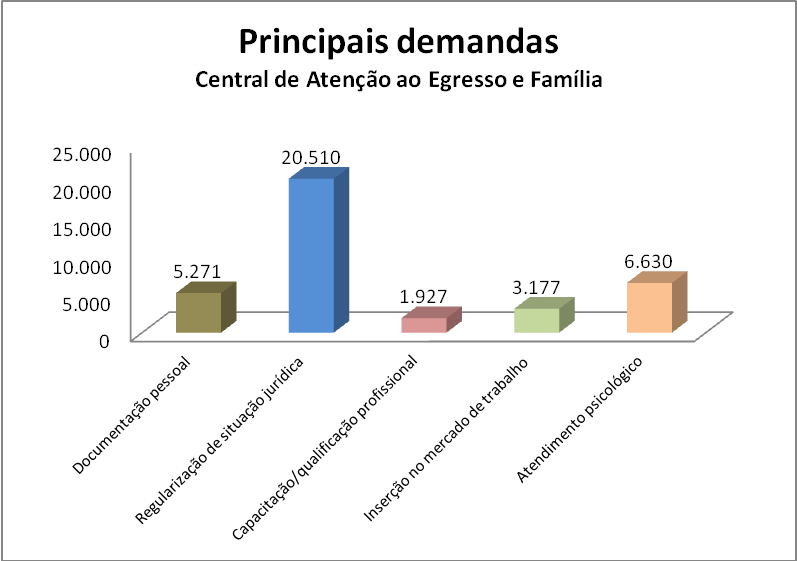 Principais demandas
Central de Atenção ao Egresso e Família
25.000
20.000
15.000
10.000
5.000
0
5.271
20.510
1.927
3.177
6.630
Documentação pessoal
Regularização de situação jurídica
Capacitação/qualificação profissional
Inserção no mercado de trabalho
Atendimento psicológico